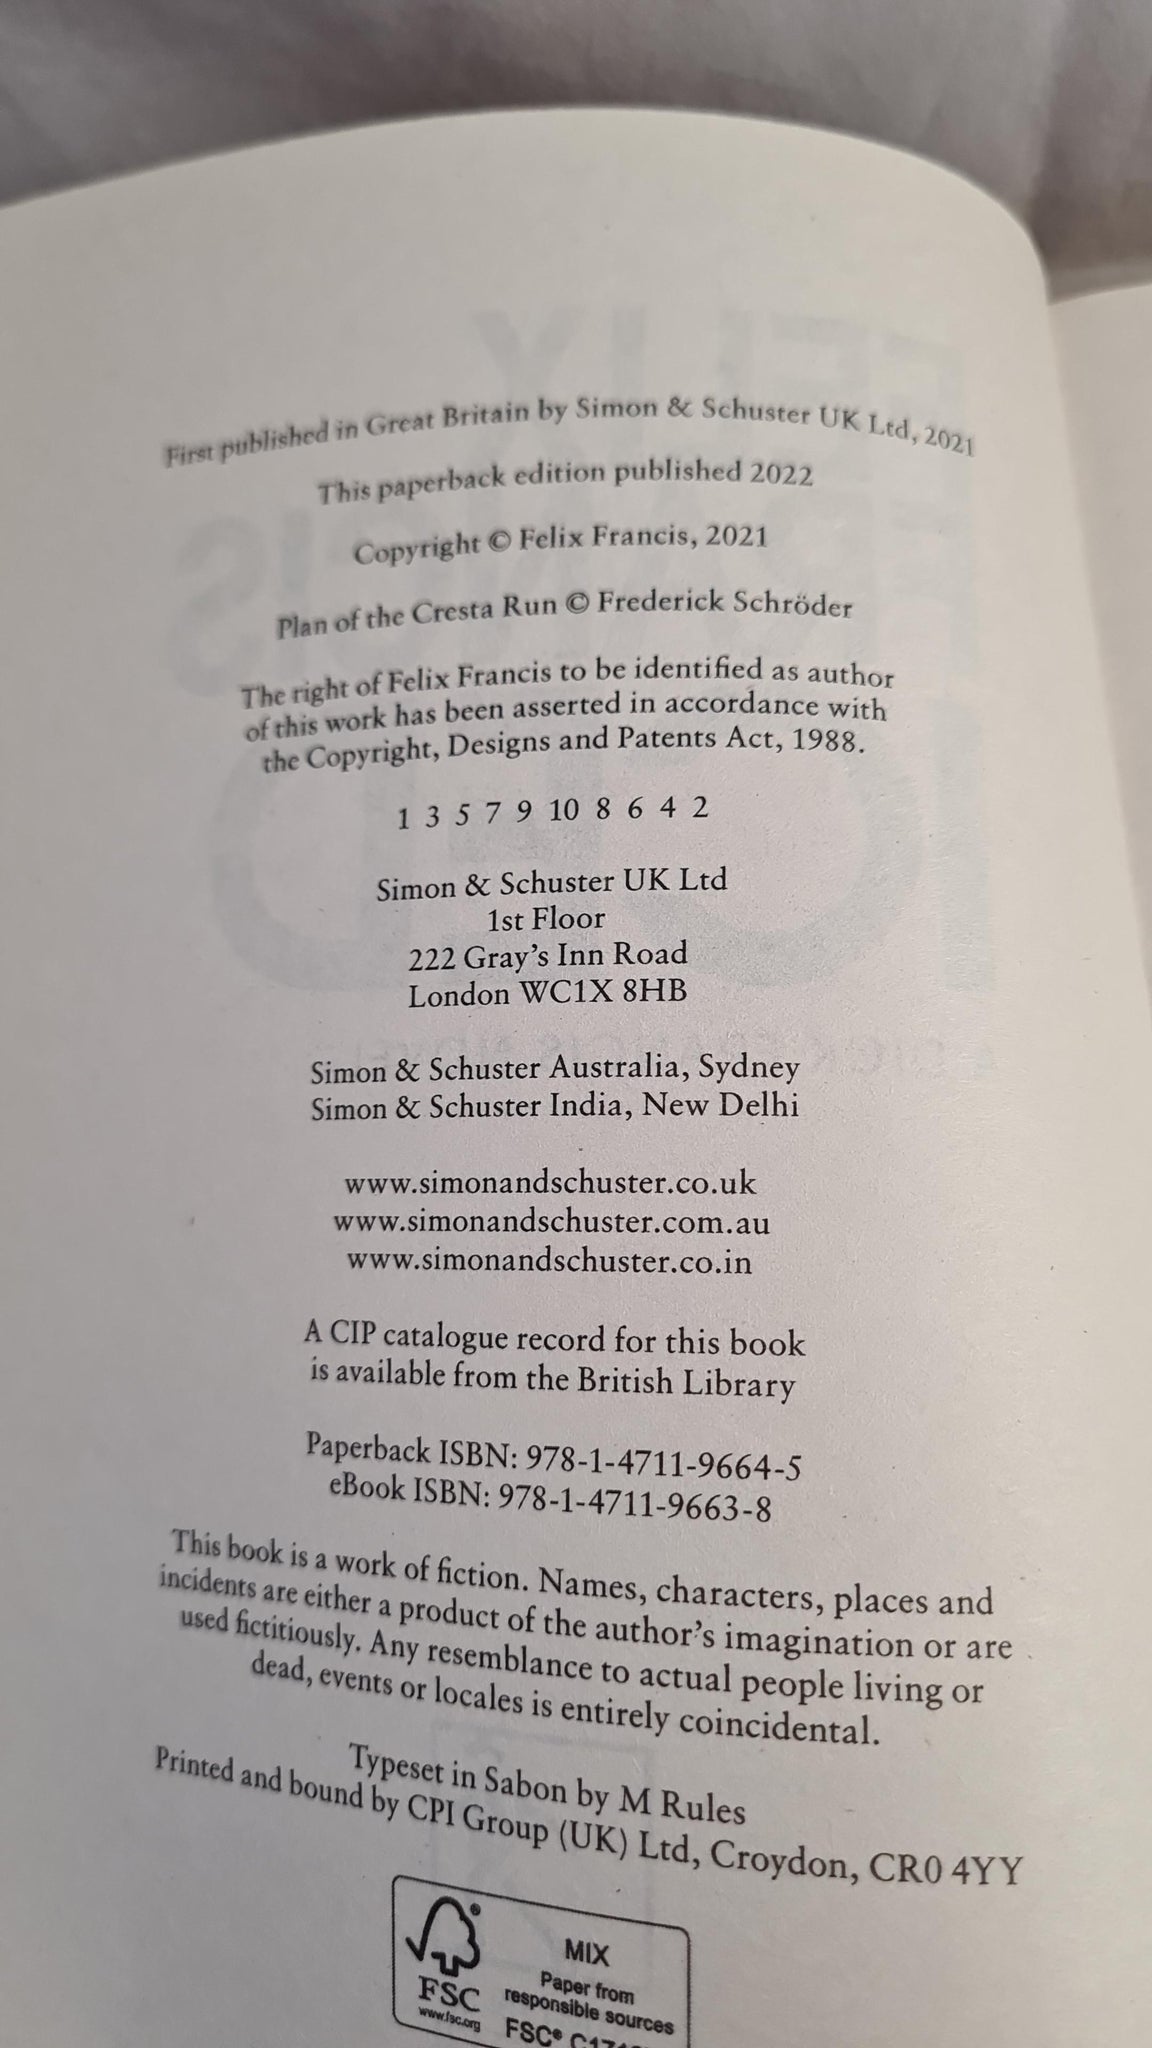 First published in Great Britain by Simon & Schuster UK Ltd, 2021
This paperback edition published 2022
Copyright © Felix Francis, 2021
Plan of the Cresta Run © Frederick Schröder
The right of Felix Francis to be identified as author
of this work has been asserted in accordance with
the Copyright, Designs and Patents Act, 1988.
1 3 5 7 9 10 8 6 4 2
Simon & Schuster UK Ltd
1st Floor
222 Gray's Inn Road
London WC1X 8HB
Simon & Schuster Australia, Sydney
Simon & Schuster India, New Delhi
www.simonandschuster.co.uk
www.simonandschuster.com.au
www.simonandschuster.co.in
A CIP catalogue record for this book
is available from the British Library
Paperback ISBN: 978-1-4711-9664-5
eBook ISBN: 978-1-4711-9663-8
This book is a work of fiction. Names, characters, places and
incidents are either a product of the author's imagination or are
used fictitiously. Any resemblance to actual people living or
dead, events or locales is entirely coincidental.
Typeset in Sabon by M Rules
Printed and bound by CPI Group (UK) Ltd, Croydon, CR0 4YY
MIX
Paper from
responsible sources
FSC
www.fsc.org
FSC®